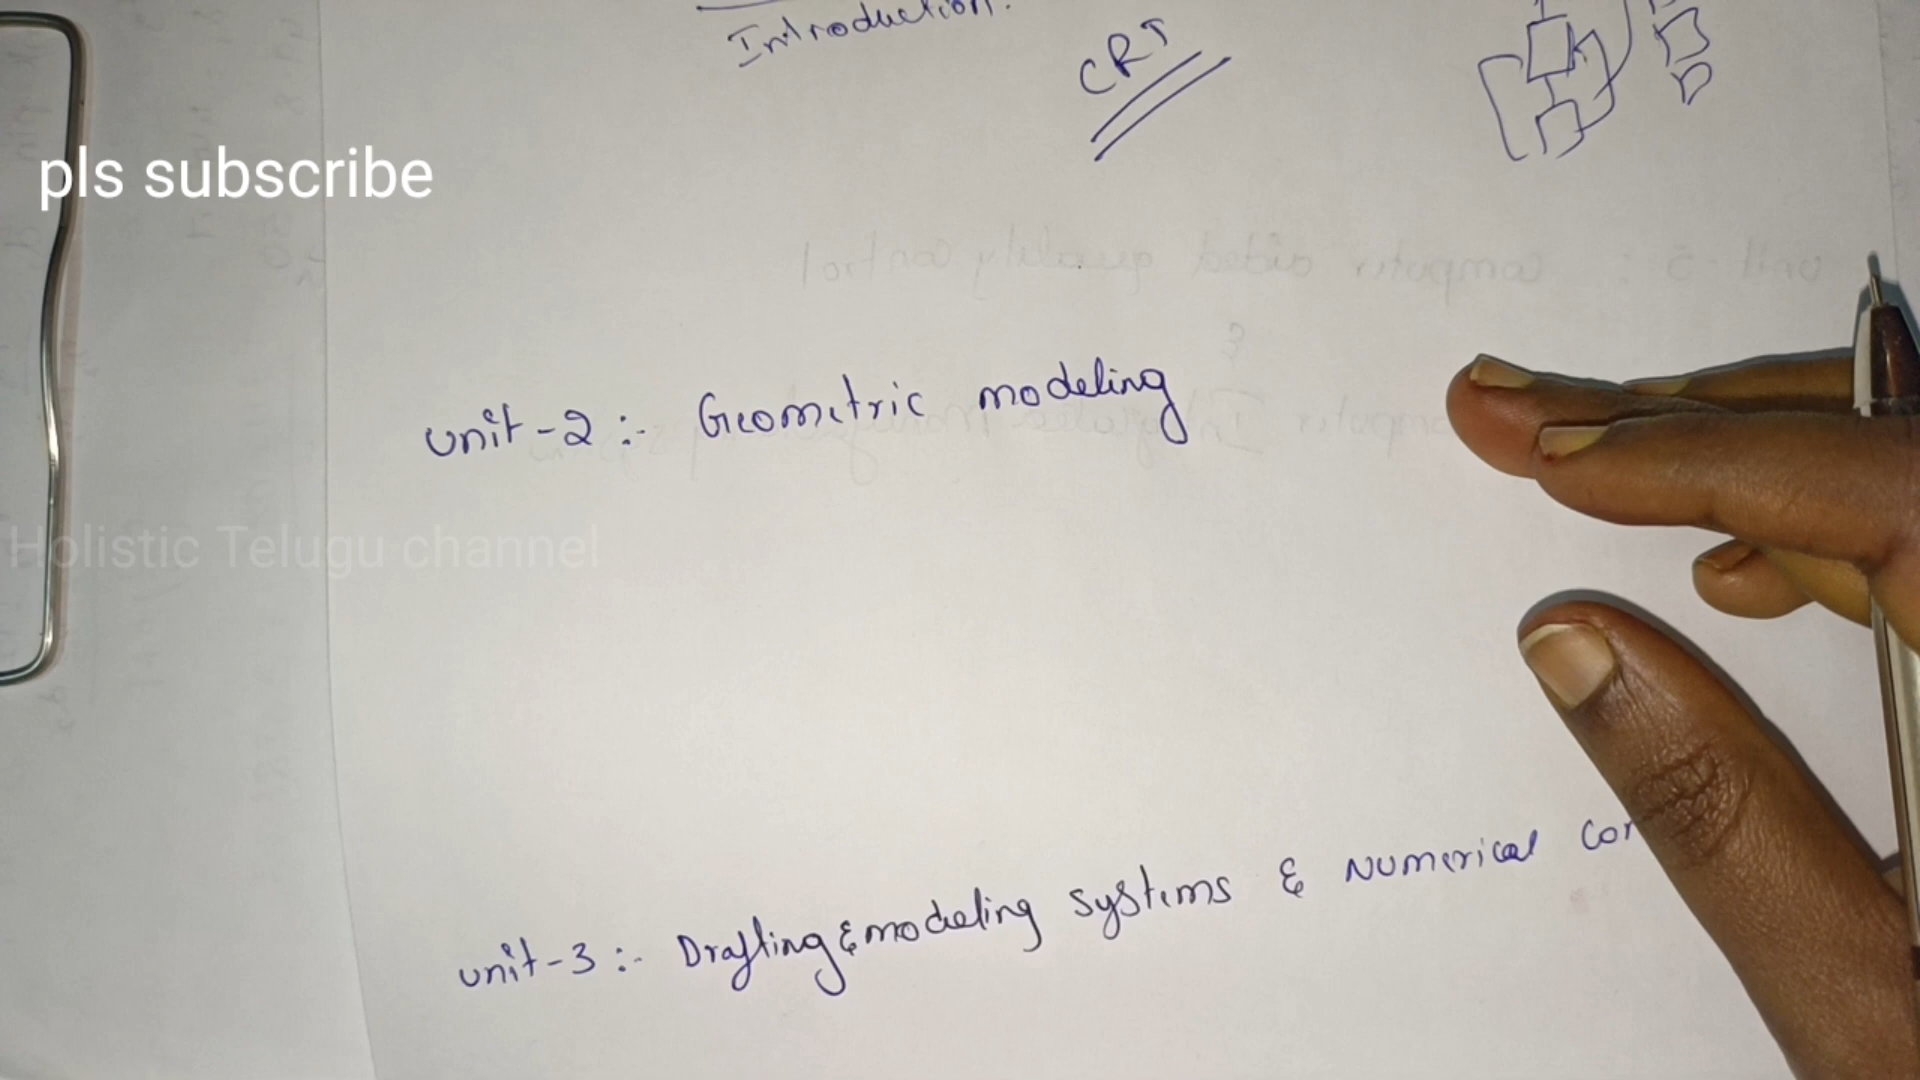 Introduction.
CRT
pls subscribe
unit-2 :- Geometric modeling
Holistic Telugu channel
unit-3 :- Drafting & modeling systems & Numerical